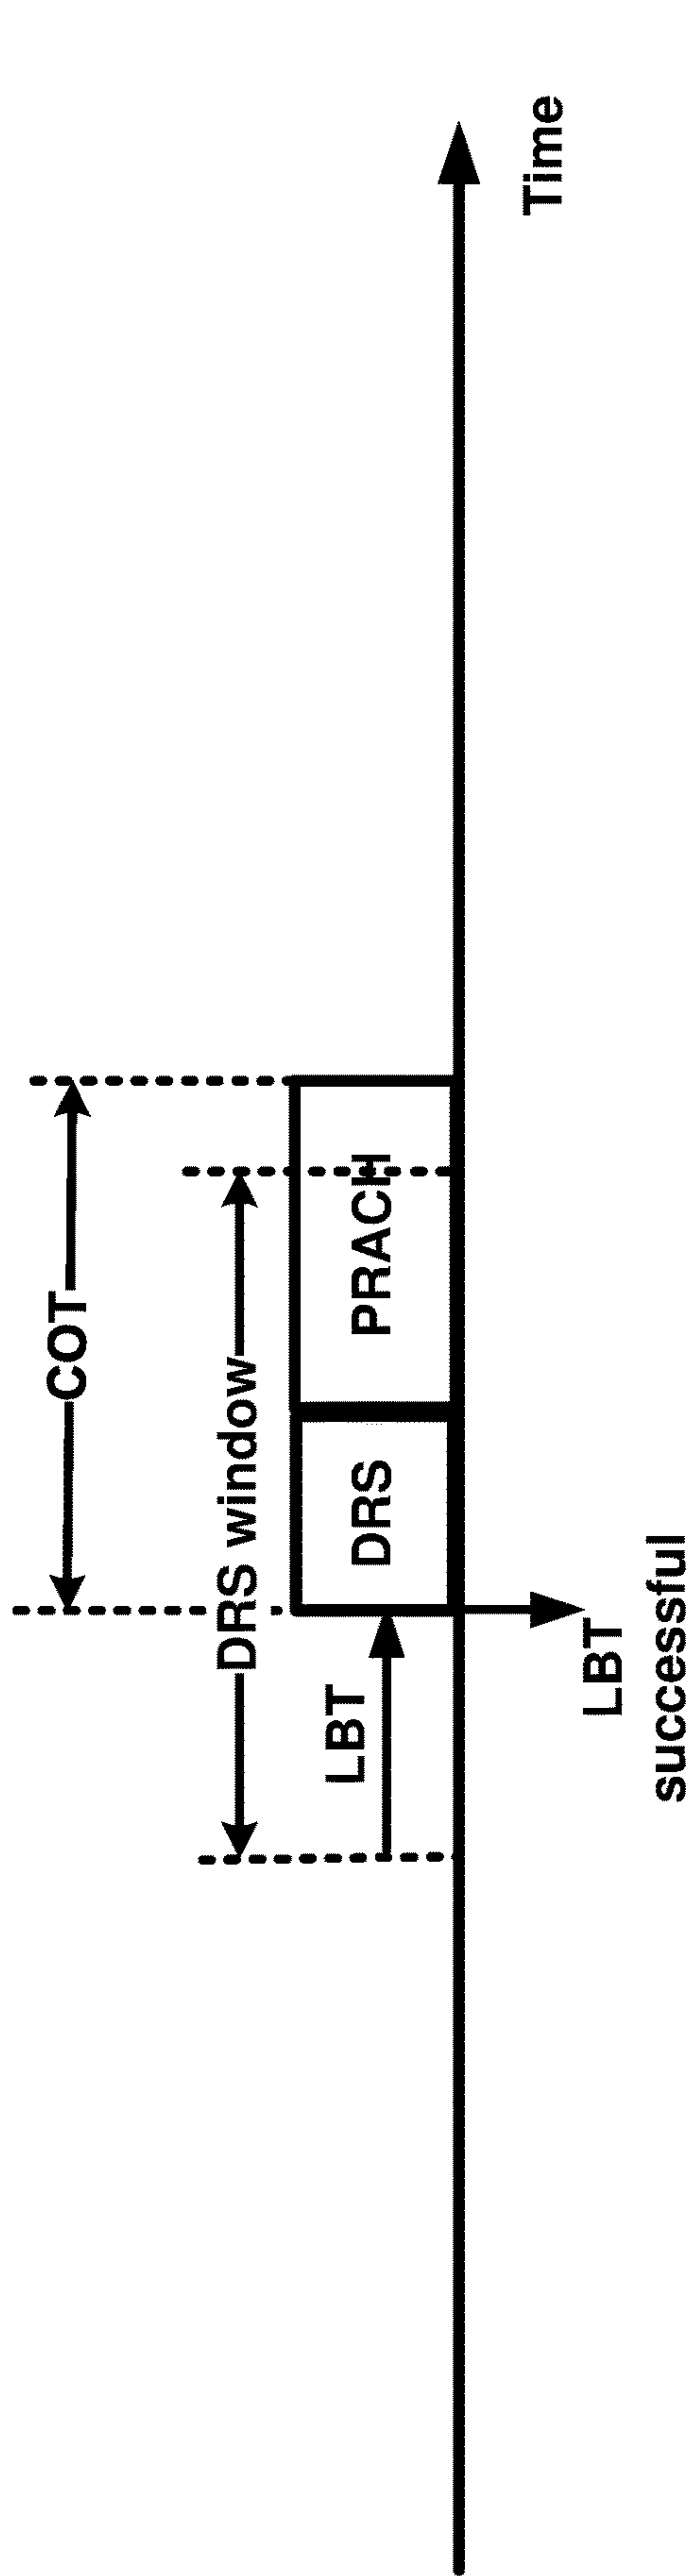 COT
DRS window
LBT
DRS
PRACH
Time
LBT
successful